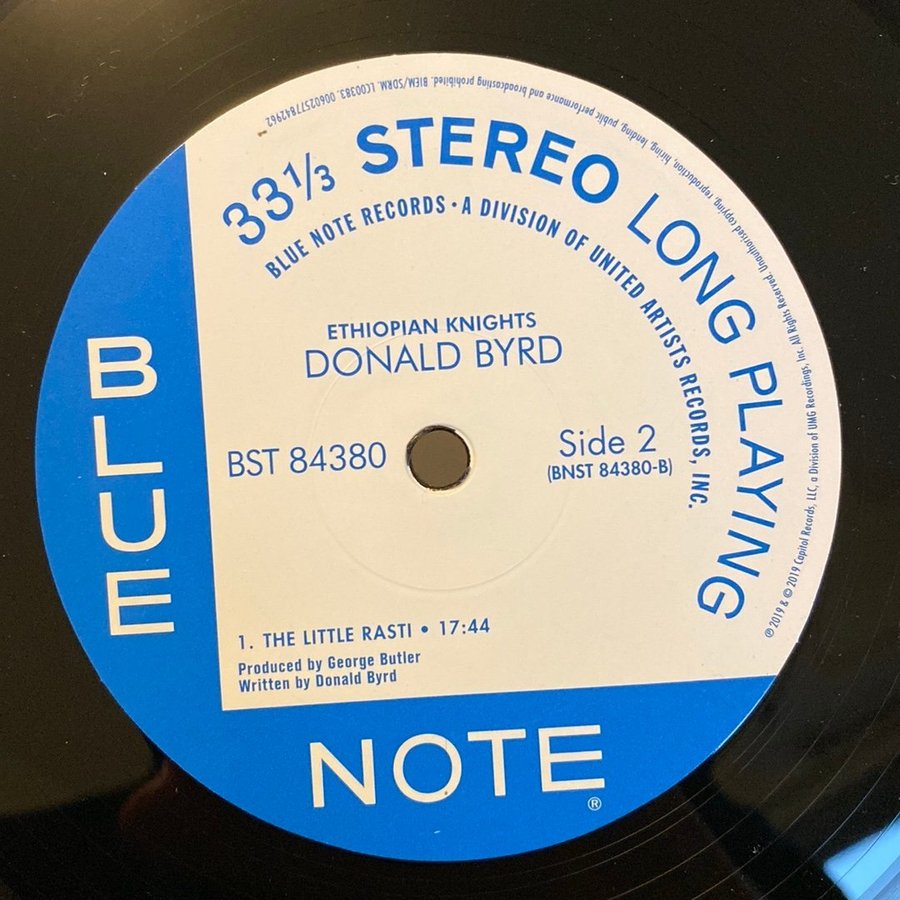 33⅓ STEREO LONG PLAYING
BLUE NOTE RECORDS • A DIVISION OF UNITED ARTISTS RECORDS, INC.
ETHIOPIAN KNIGHTS
DONALD BYRD
BST 84380
Side 2
(BNST 84380-B)
1. THE LITTLE RASTI • 17:44
Produced by George Butler
Written by Donald Byrd
BLUE
NOTE
®
℗ 2019 & © 2019 Capitol Records, LLC, a Division of UMG Recordings, Inc. All Rights Reserved. Unauthorised copying, reproduction, hiring, lending, public performance and broadcasting prohibited. BIEM/SDRM. LC00383. 00602577842962